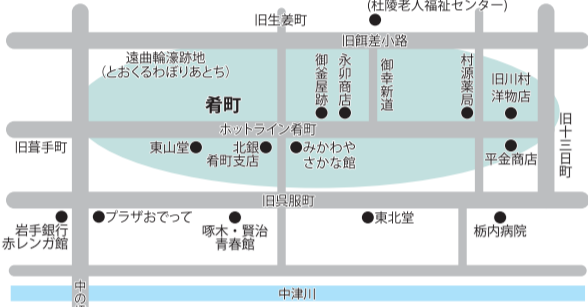 (杜陵老人福祉センター)
旧生姜町
旧餌差小路
遠曲輪濠跡地
(とおくるわぼりあとち)
御釜屋跡
永卯商店
御幸新道
村源薬局
旧川村
洋物店
肴町
ホットライン肴町
旧葺手町
東山堂
北銀
肴町支店
みかわや
さかな館
平金商店
旧十三日町
旧呉服町
岩手銀行
赤レンガ館
プラザおでって
啄木・賢治
青春館
東北堂
栃内病院
中の
中津川